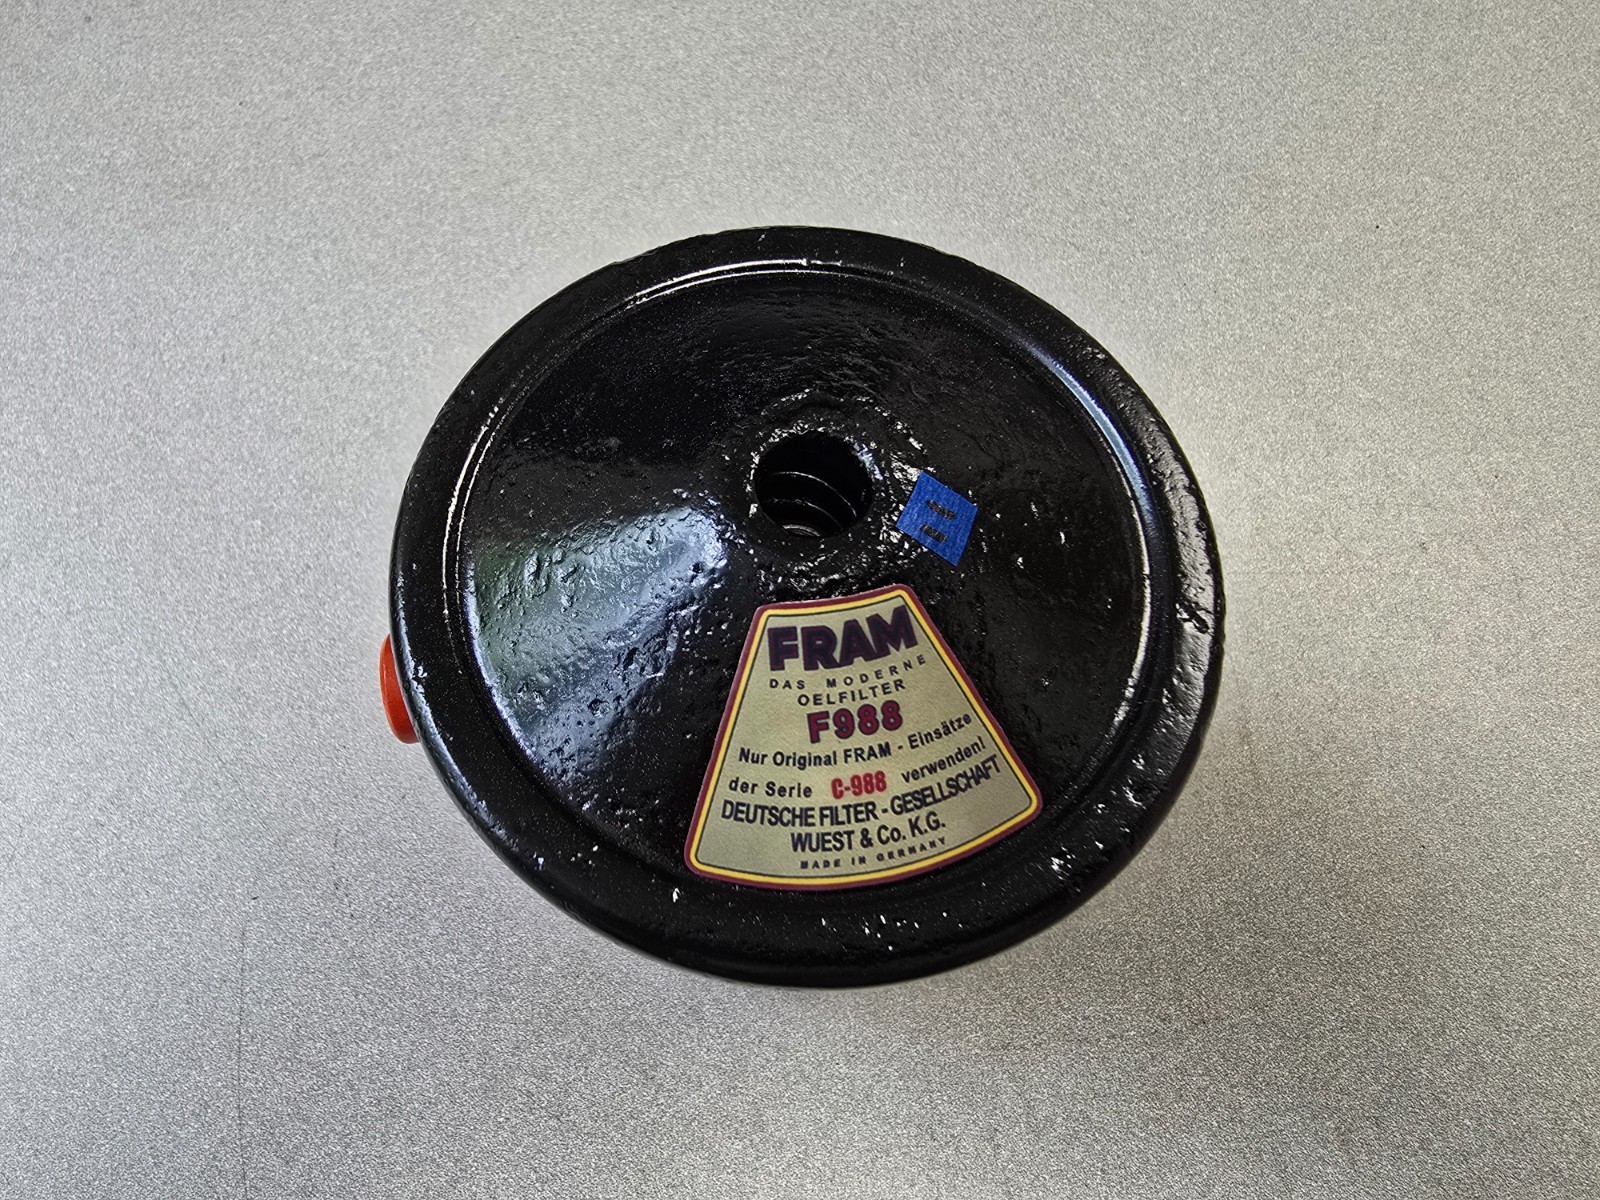 FRAM
DAS MODERNE
OELFILTER
F988
Nur Original FRAM - Einsätze
der Serie C-988 verwenden!
DEUTSCHE FILTER - GESELLSCHAFT
WUEST & Co. K.G.
MADE IN GERMANY